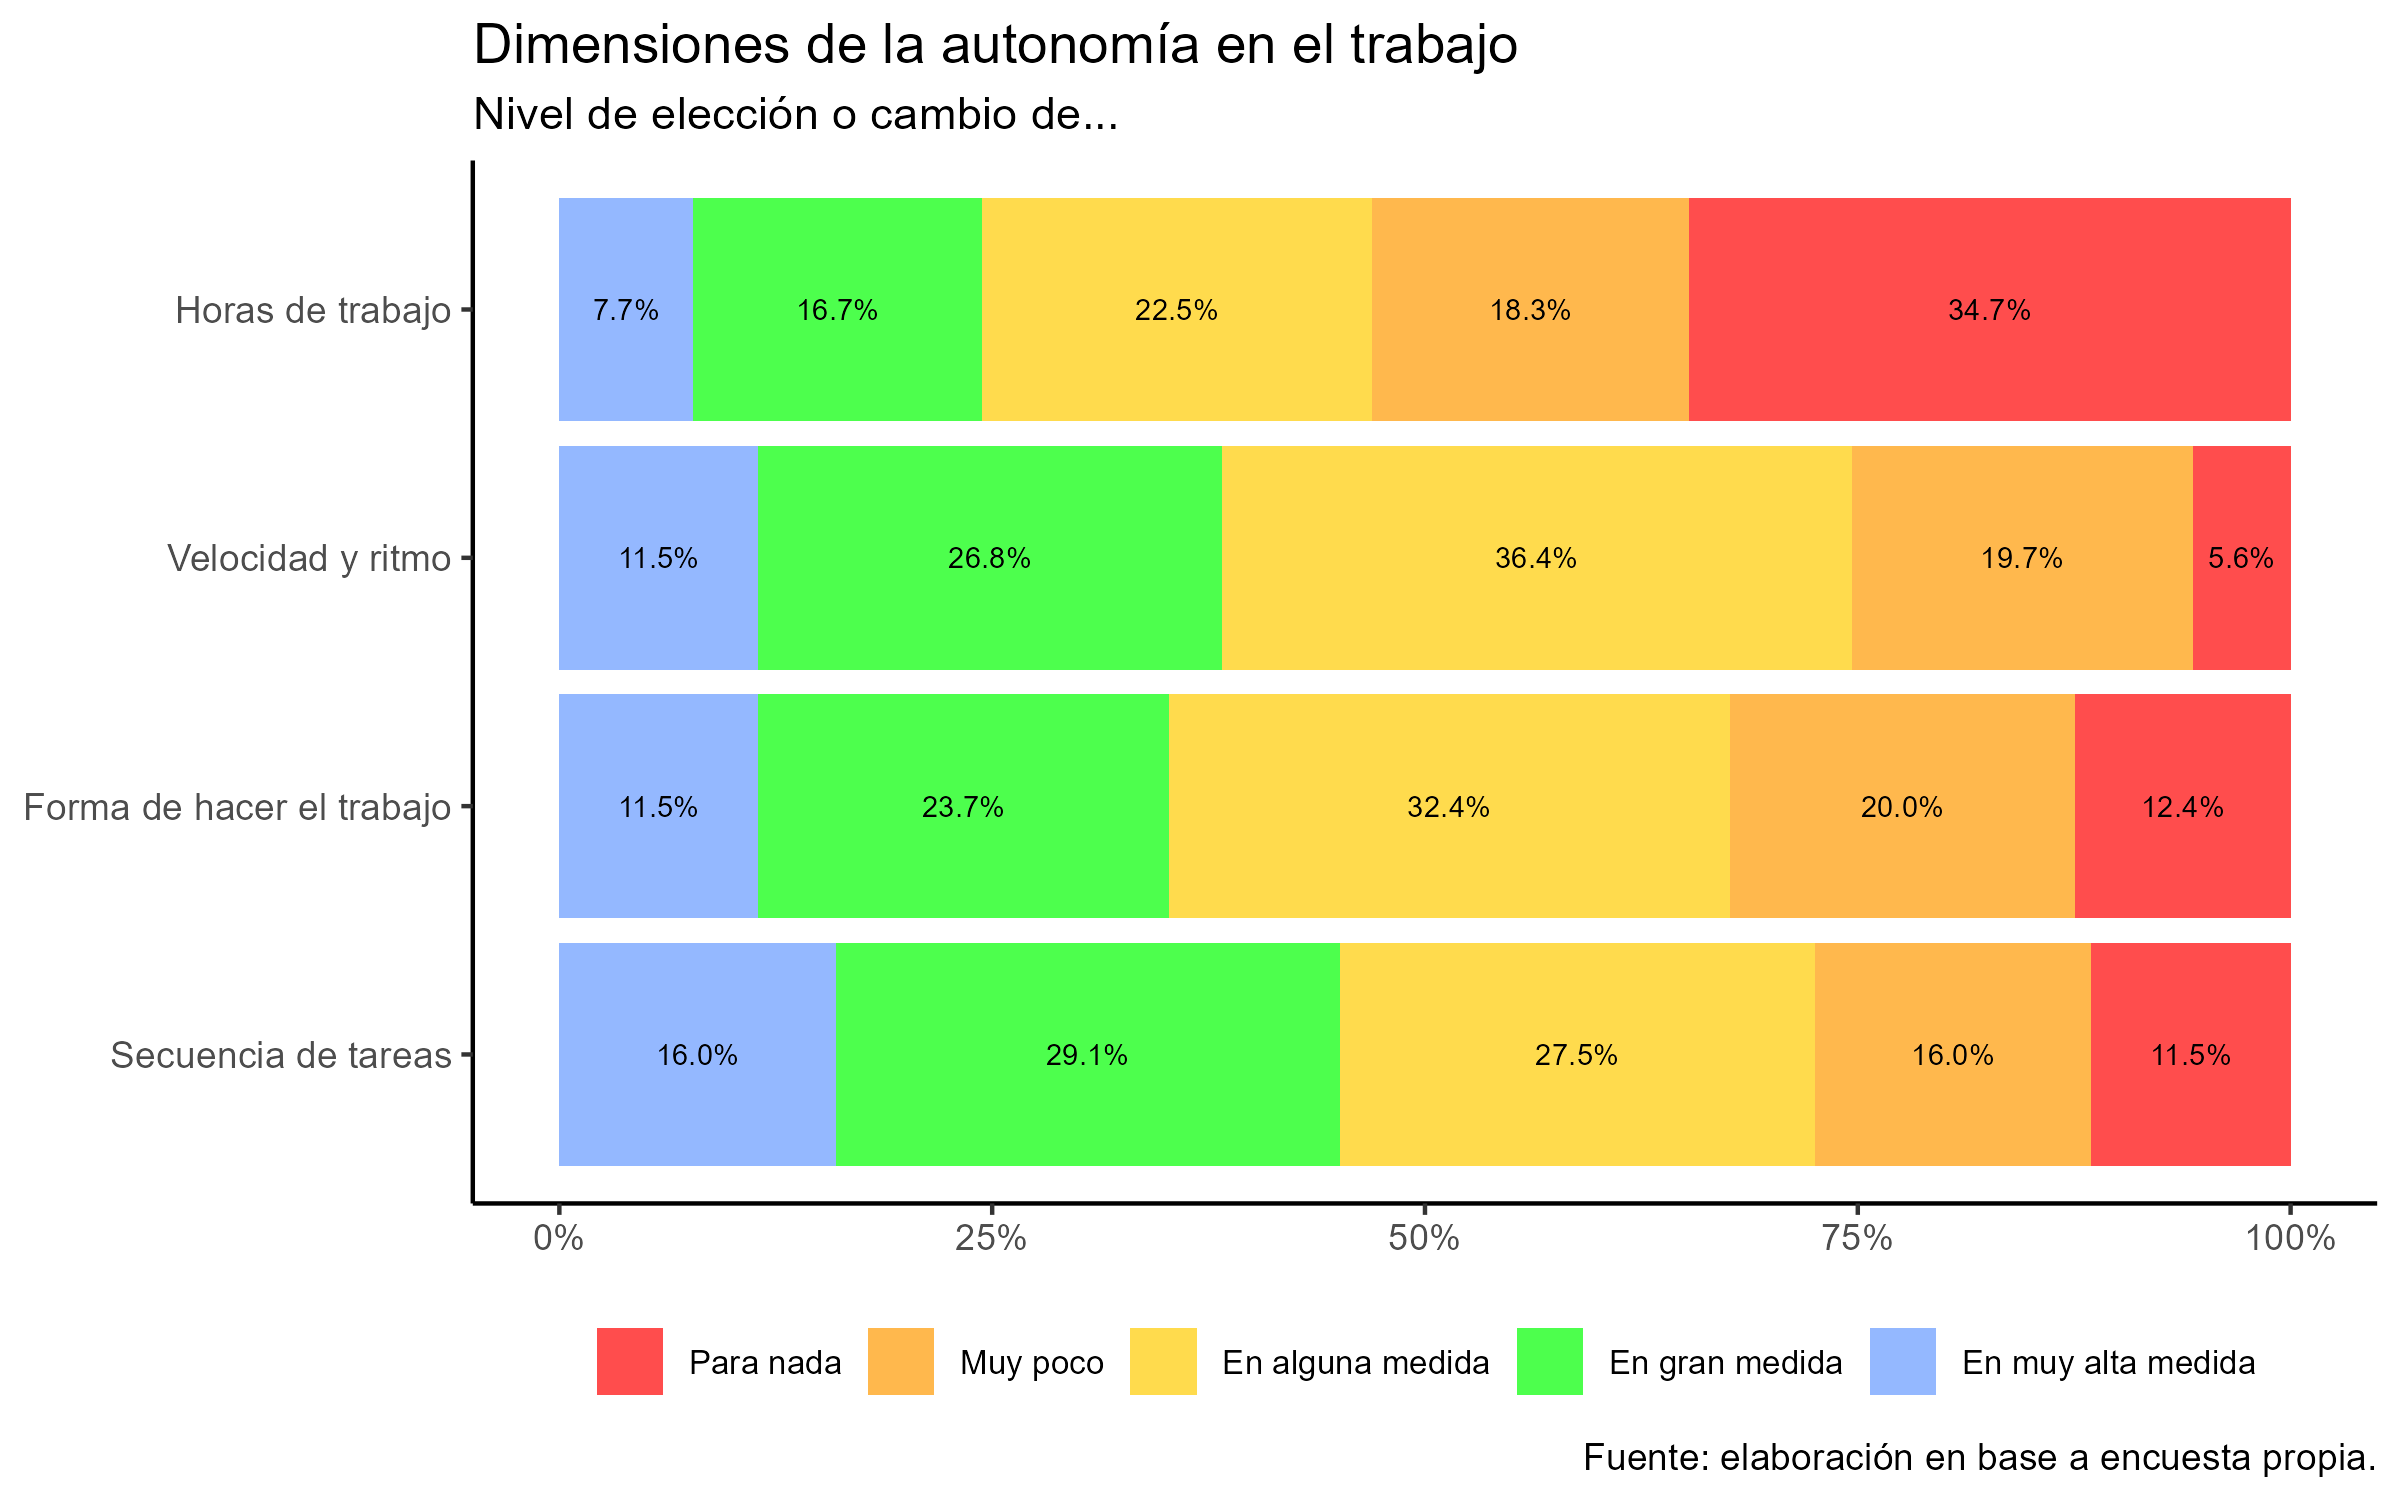 Dimensiones de la autonomía en el trabajo
Nivel de elección o cambio de...
Horas de trabajo 7.7% 16.7% 22.5% 18.3% 34.7%
Velocidad y ritmo 11.5% 26.8% 36.4% 19.7% 5.6%
Forma de hacer el trabajo 11.5% 23.7% 32.4% 20.0% 12.4%
Secuencia de tareas 16.0% 29.1% 27.5% 16.0% 11.5%
0% 25% 50% 75% 100%
Para nada Muy poco En alguna medida En gran medida En muy alta medida
Fuente: elaboración en base a encuesta propia.